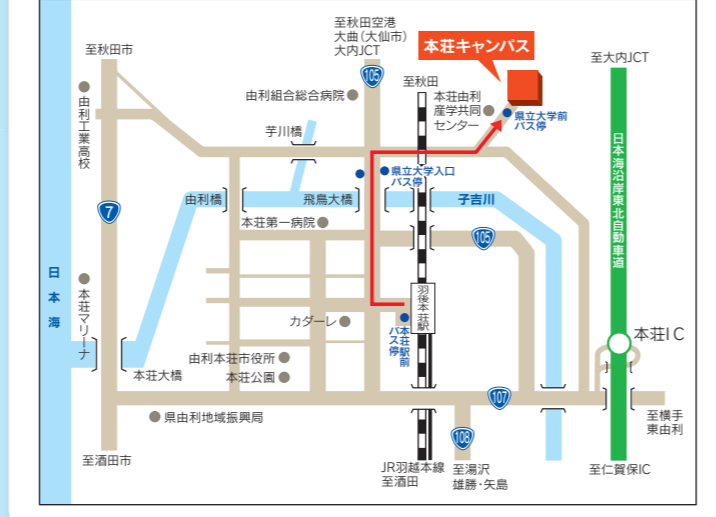 至秋田空港
大曲（大仙市）
大内JCT
本荘キャンパス
至秋田市
至大内JCT
105
至秋田
由利組合総合病院
本荘由利
産学共同
センター
県立大学前
バス停
由利工業高校
芋川橋
日本海沿岸東北自動車道
県立大学入口
バス停
由利橋
飛鳥大橋
子吉川
7
本荘第一病院
105
日本海
本荘マリーナ
羽後本荘駅
カダーレ
本荘駅前
バス停
本荘IC
由利本荘市役所
本荘大橋
本荘公園
107
県由利地域振興局
至横手
東由利
108
至酒田市
JR羽越本線
至酒田
至湯沢
雄勝・矢島
至仁賀保IC